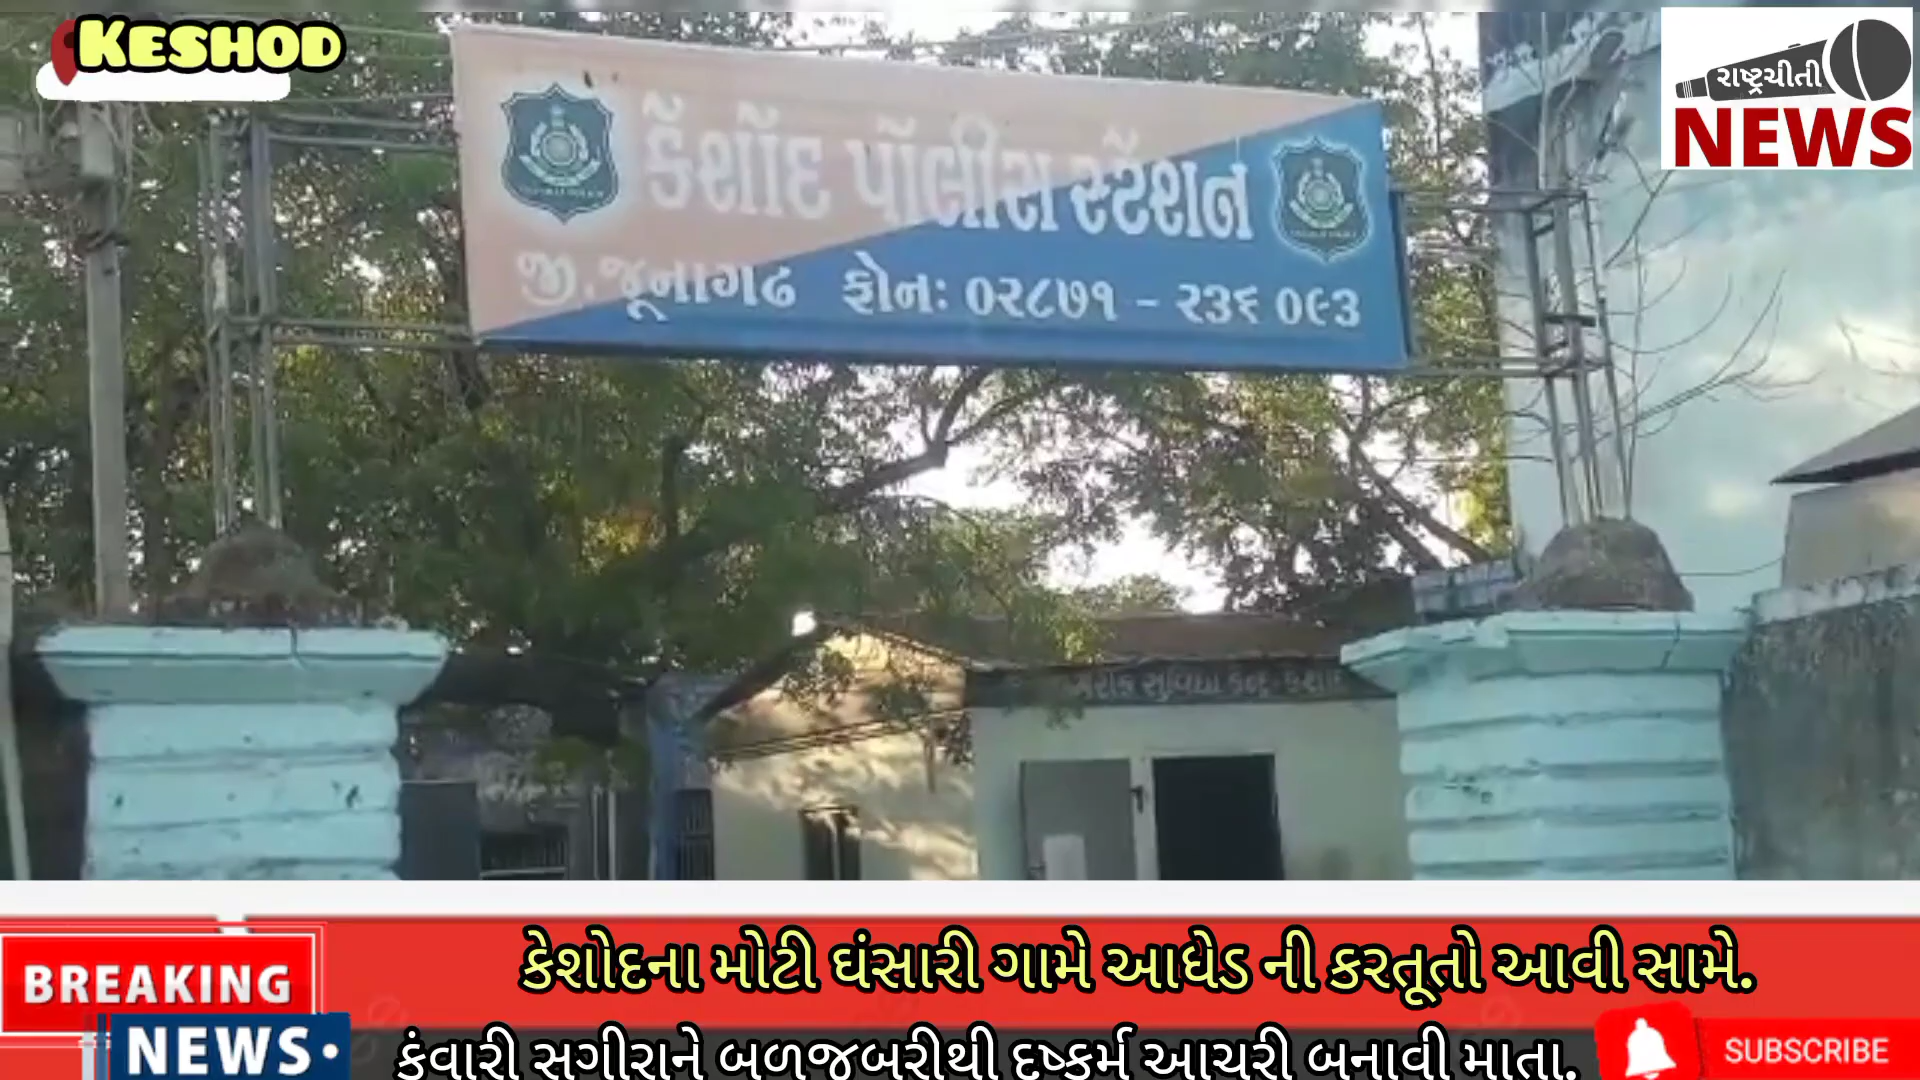 KESHOD
રાષ્ટ્રચીતી
NEWS
કેશોદ પોલીસ સ્ટેશન
જી.જૂનાગઢ ફોન: ૦૨૮૭૧ - ૨૩૬ ૦૯૩
સુવિધા કેન્દ્ર - કેશોદ
કેશોદના મોટી ઘંસારી ગામે આધેડ ની કરતૂતો આવી સામે.
BREAKING
NEWS
કુંવારી સગીરાને બળજબરીથી દુષ્કર્મ આચરી બનાવી માતા.
SUBSCRIBE